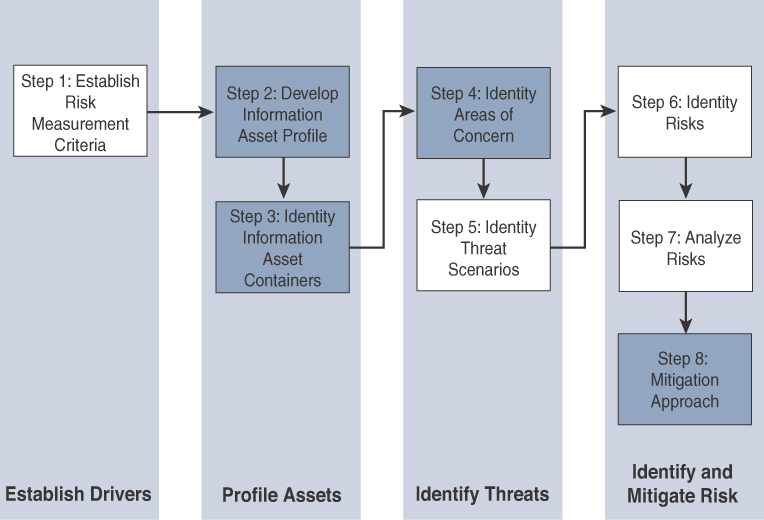 Step 1: Establish
Risk
Measurement
Criteria
Step 2: Develop
Information
Asset Profile
Step 3: Identity
Information
Asset
Containers
Step 4: Identity
Areas of
Concern
Step 5: Identity
Threat
Scenarios
Step 6: Identity
Risks
Step 7: Analyze
Risks
Step 8:
Mitigation
Approach
Establish Drivers
Profile Assets
Identify Threats
Identify and
Mitigate Risk